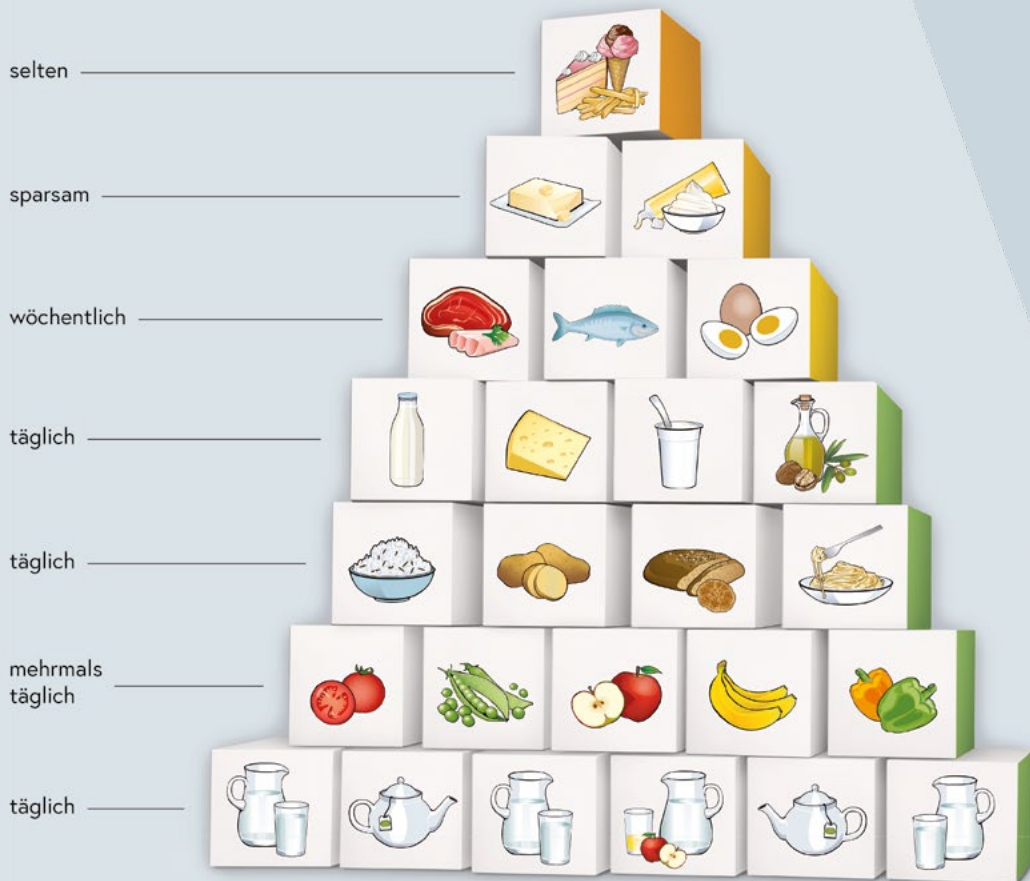 selten
sparsam
wöchentlich
täglich
täglich
mehrmals
täglich
täglich